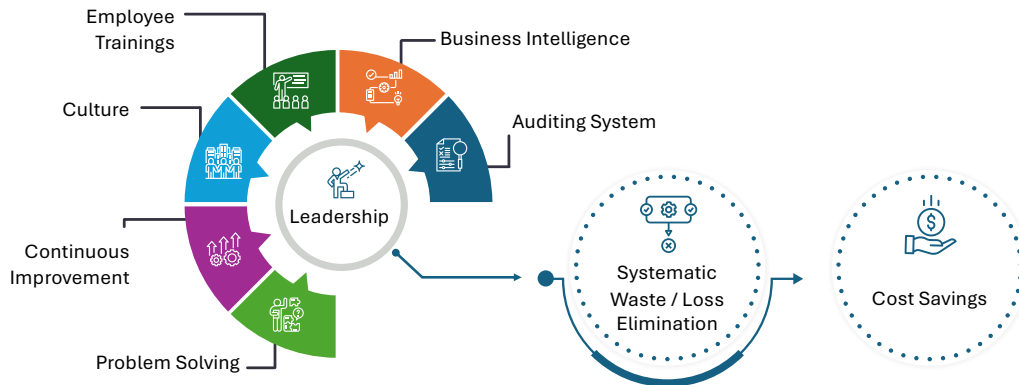 Employee
Trainings
Business Intelligence
Culture
Auditing System
Leadership
Continuous
Improvement
Problem Solving
Systematic
Waste / Loss
Elimination
$
Cost Savings